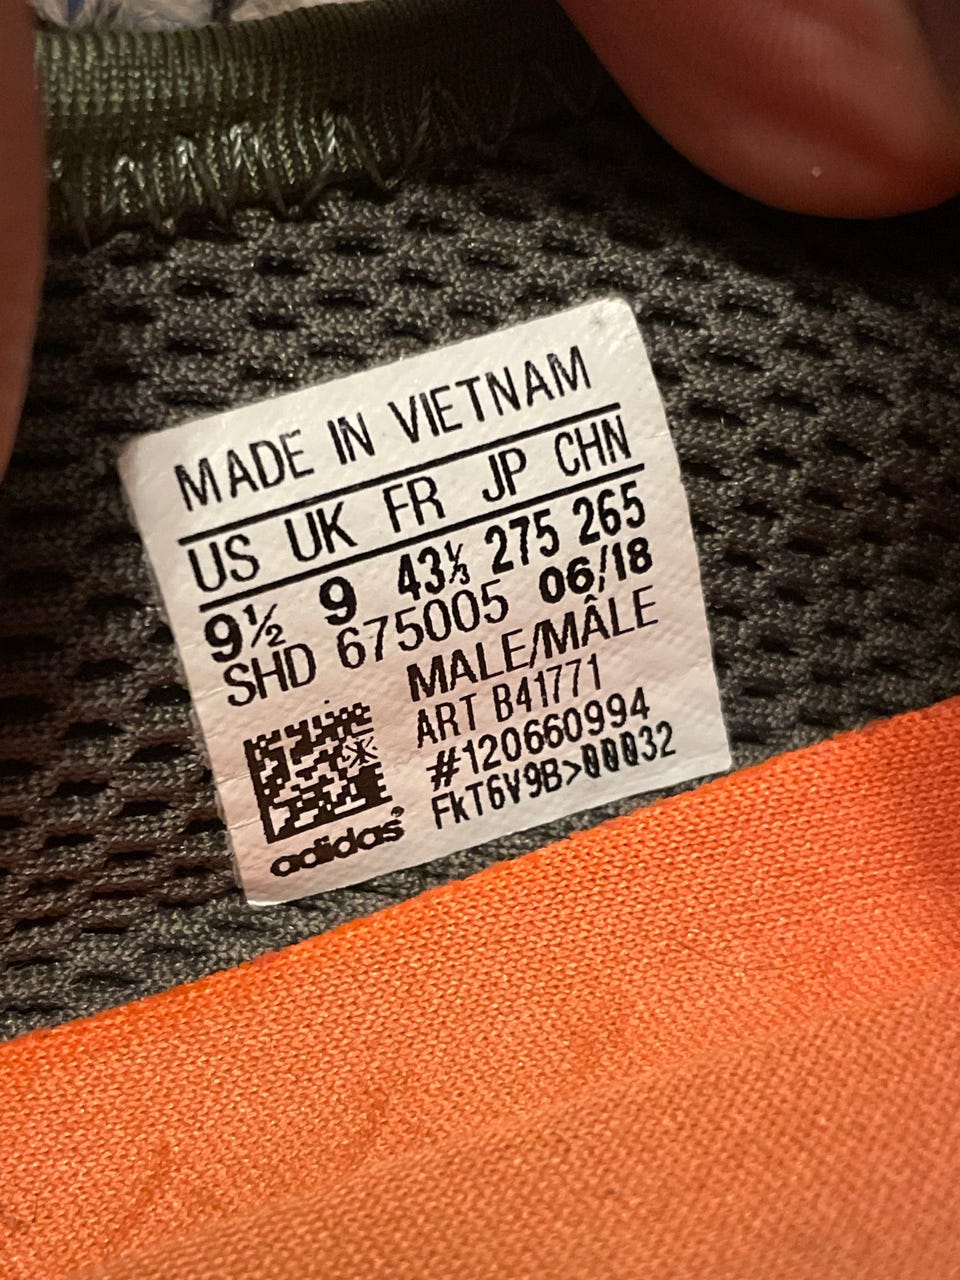 MADE IN VIETNAM
US UK FR JP CHN
9½ 9 43⅓ 275 265
SHD 675005 06/18
MALE/MÂLE
ART B41771
#120660994
FkT6V9B>00032
adidas®